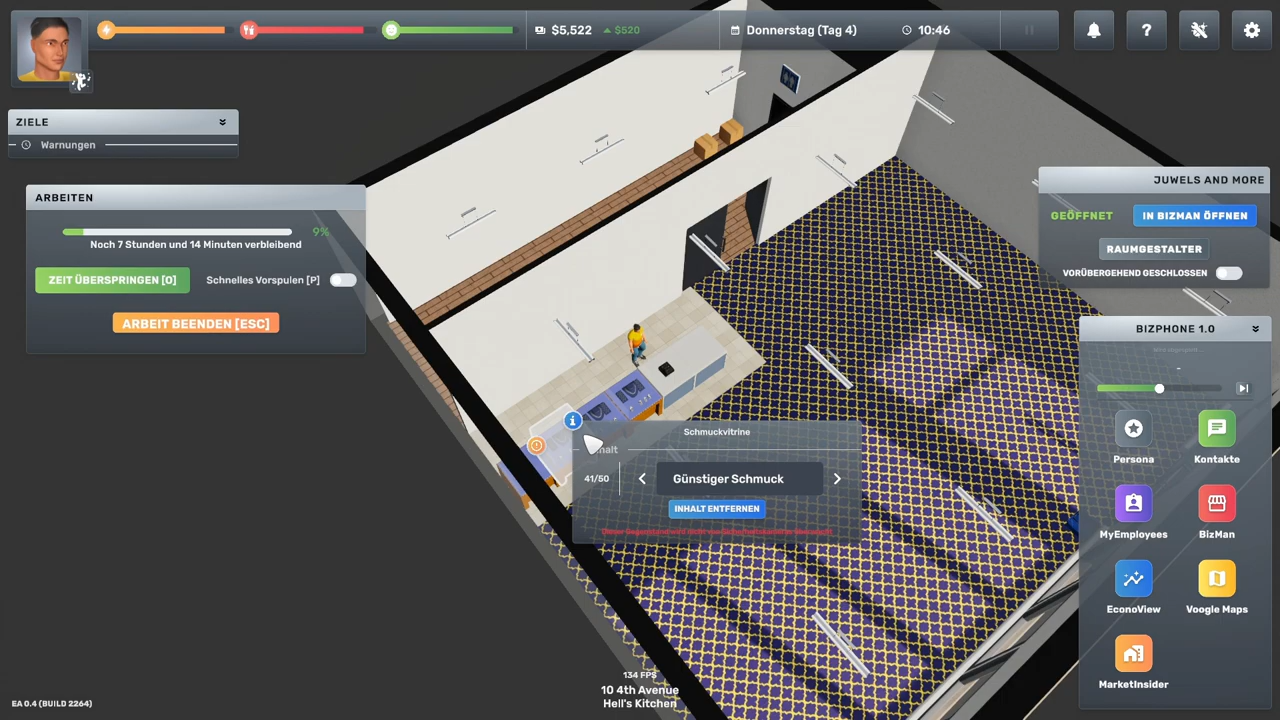 $5,522 $520
Donnerstag (Tag 4)
10:46
?
ZIELE
Warnungen
ARBEITEN
9%
Noch 7 Stunden und 14 Minuten verbleibend
ZEIT ÜBERSPRINGEN [O]
Schnelles Vorspulen [P]
ARBEIT BEENDEN [ESC]
JUWELS AND MORE
GEÖFFNET
IN BIZMAN ÖFFNEN
RAUMGESTALTER
VORÜBERGEHEND GESCHLOSSEN
BIZPHONE 1.0
-
Persona
Kontakte
MyEmployees
BizMan
EconoView
Voogle Maps
MarketInsider
Schmuckvitrine
41/50
Günstiger Schmuck
INHALT ENTFERNEN
134 FPS
10 4th Avenue
Hell's Kitchen
EA 0.4 (BUILD 2264)